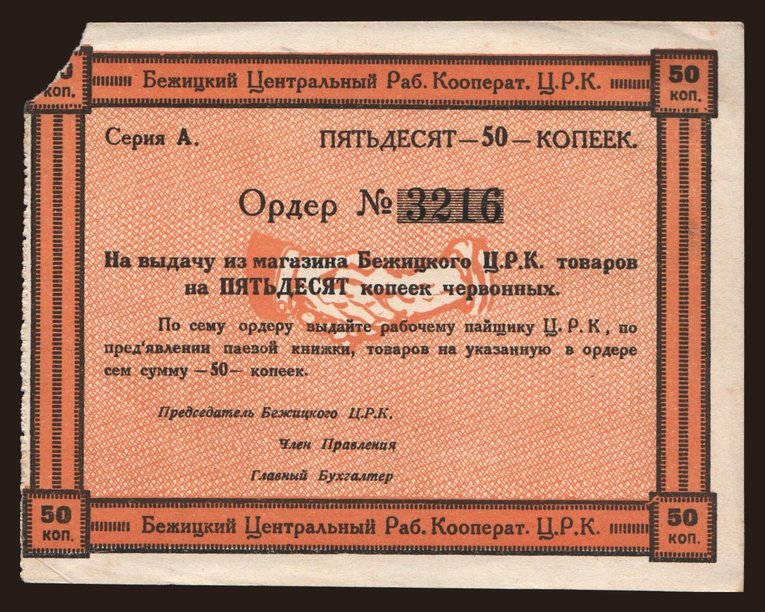 50
КОП.
Бежицкий Центральный Раб. Кооперат. Ц.Р.К.
50
КОП.
Серия А.
ПЯТЬДЕСЯТ—50—КОПЕЕК.
Ордер № 3216
На выдачу из магазина Бежицкого Ц.Р.К. товаров
на ПЯТЬДЕСЯТ копеек червонных.
По сему ордеру выдайте рабочему пайщику Ц. Р. К , по
пред'явлении паевой книжки, товаров на указанную в ордере
сем сумму —50— копеек.
Председатель Бежицкого Ц.Р.К.
Член Правления
Главный Бухгалтер
50
КОП.
Бежицкий Центральный Раб. Кооперат. Ц.Р.К.
50
КОП.